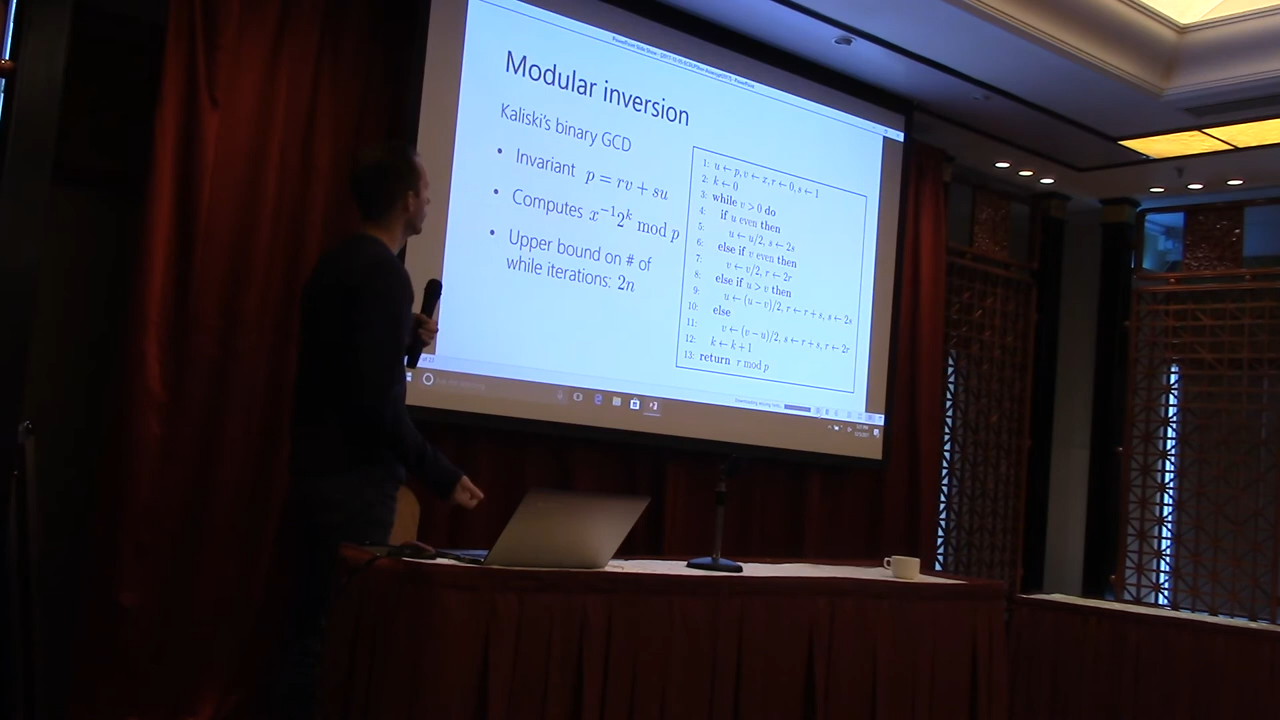 Modular inversion
Kaliski's binary GCD
• Invariant p = rv + su
• Computes x⁻¹2ᵏ mod p
• Upper bound on # of
while iterations: 2n
1: u ← p, v ← x, r ← 0, s ← 1
2: k ← 0
3: while v > 0 do
4: if u even then
5: u ← u/2, s ← 2s
6: else if v even then
7: v ← v/2, r ← 2r
8: else if u > v then
9: u ← (u − v)/2, r ← r + s, s ← 2s
10: else
11: v ← (v − u)/2, s ← r + s, r ← 2r
12: k ← k + 1
13: return r mod p